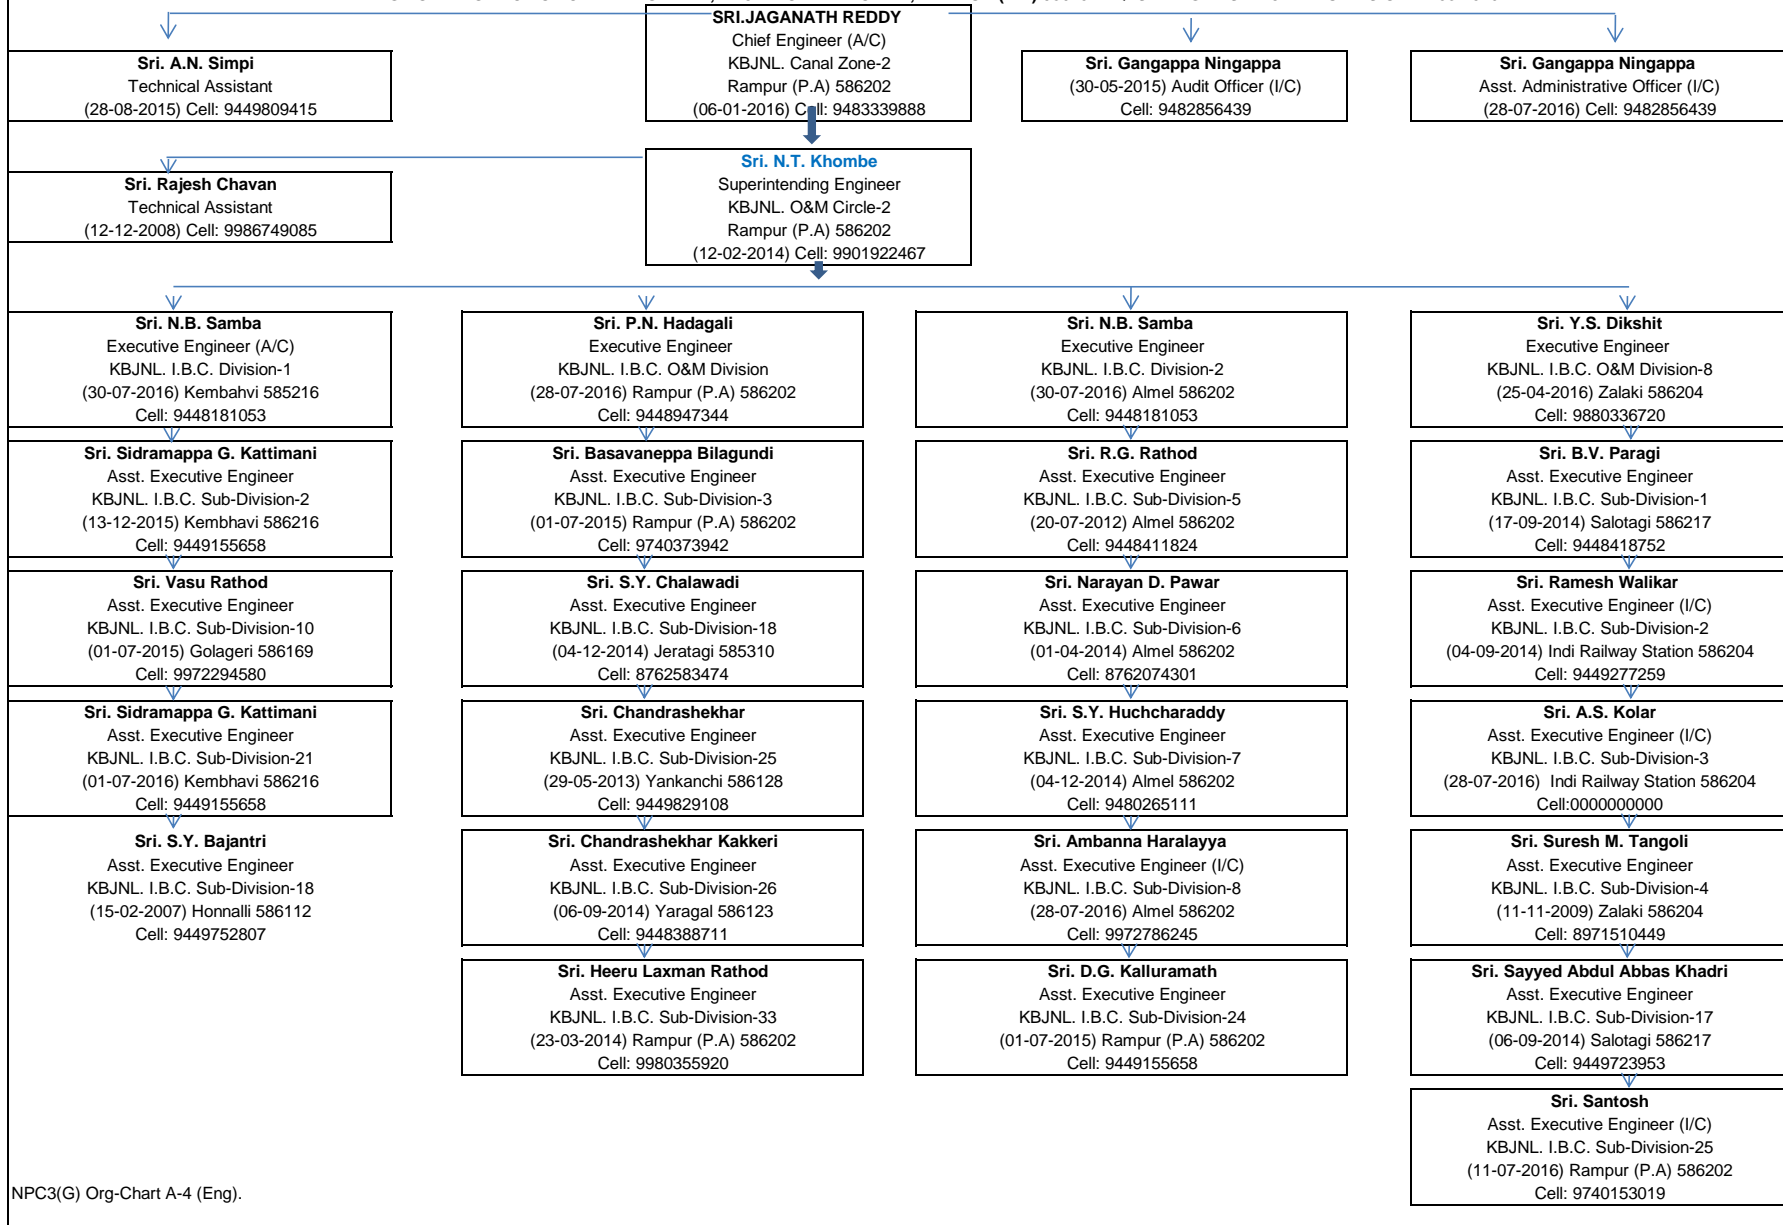 SRI.JAGANATH REDDY
Chief Engineer (A/C)
KBJNL. Canal Zone-2
Rampur (P.A) 586202
(06-01-2016) Cell: 9483339888
Sri. A.N. Simpi
Technical Assistant
(28-08-2015) Cell: 9449809415
Sri. Gangappa Ningappa
(30-05-2015) Audit Officer (I/C)
Cell: 9482856439
Sri. Gangappa Ningappa
Asst. Administrative Officer (I/C)
(28-07-2016) Cell: 9482856439
Sri. N.T. Khombe
Superintending Engineer
KBJNL. O&M Circle-2
Rampur (P.A) 586202
(12-02-2014) Cell: 9901922467
Sri. Rajesh Chavan
Technical Assistant
(12-12-2008) Cell: 9986749085
Sri. N.B. Samba
Executive Engineer (A/C)
KBJNL. I.B.C. Division-1
(30-07-2016) Kembahvi 585216
Cell: 9448181053
Sri. Sidramappa G. Kattimani
Asst. Executive Engineer
KBJNL. I.B.C. Sub-Division-2
(13-12-2015) Kembhavi 586216
Cell: 9449155658
Sri. Vasu Rathod
Asst. Executive Engineer
KBJNL. I.B.C. Sub-Division-10
(01-07-2015) Golageri 586169
Cell: 9972294580
Sri. Sidramappa G. Kattimani
Asst. Executive Engineer
KBJNL. I.B.C. Sub-Division-21
(01-07-2016) Kembhavi 586216
Cell: 9449155658
Sri. S.Y. Bajantri
Asst. Executive Engineer
KBJNL. I.B.C. Sub-Division-18
(15-02-2007) Honnalli 586112
Cell: 9449752807
Sri. P.N. Hadagali
Executive Engineer
KBJNL. I.B.C. O&M Division
(28-07-2016) Rampur (P.A) 586202
Cell: 9448947344
Sri. Basavaneppa Bilagundi
Asst. Executive Engineer
KBJNL. I.B.C. Sub-Division-3
(01-07-2015) Rampur (P.A) 586202
Cell: 9740373942
Sri. S.Y. Chalawadi
Asst. Executive Engineer
KBJNL. I.B.C. Sub-Division-18
(04-12-2014) Jeratagi 585310
Cell: 8762583474
Sri. Chandrashekhar
Asst. Executive Engineer
KBJNL. I.B.C. Sub-Division-25
(29-05-2013) Yankanchi 586128
Cell: 9449829108
Sri. Chandrashekhar Kakkeri
Asst. Executive Engineer
KBJNL. I.B.C. Sub-Division-26
(06-09-2014) Yaragal 586123
Cell: 9448388711
Sri. Heeru Laxman Rathod
Asst. Executive Engineer
KBJNL. I.B.C. Sub-Division-33
(23-03-2014) Rampur (P.A) 586202
Cell: 9980355920
Sri. N.B. Samba
Executive Engineer
KBJNL. I.B.C. Division-2
(30-07-2016) Almel 586202
Cell: 9448181053
Sri. R.G. Rathod
Asst. Executive Engineer
KBJNL. I.B.C. Sub-Division-5
(20-07-2012) Almel 586202
Cell: 9448411824
Sri. Narayan D. Pawar
Asst. Executive Engineer
KBJNL. I.B.C. Sub-Division-6
(01-04-2014) Almel 586202
Cell: 8762074301
Sri. S.Y. Huchcharaddy
Asst. Executive Engineer
KBJNL. I.B.C. Sub-Division-7
(04-12-2014) Almel 586202
Cell: 9480265111
Sri. Ambanna Haralayya
Asst. Executive Engineer (I/C)
KBJNL. I.B.C. Sub-Division-8
(28-07-2016) Almel 586202
Cell: 9972786245
Sri. D.G. Kalluramath
Asst. Executive Engineer
KBJNL. I.B.C. Sub-Division-24
(01-07-2015) Rampur (P.A) 586202
Cell: 9449155658
Sri. Y.S. Dikshit
Executive Engineer
KBJNL. I.B.C. O&M Division-8
(25-04-2016) Zalaki 586204
Cell: 9880336720
Sri. B.V. Paragi
Asst. Executive Engineer
KBJNL. I.B.C. Sub-Division-1
(17-09-2014) Salotagi 586217
Cell: 9448418752
Sri. Ramesh Walikar
Asst. Executive Engineer (I/C)
KBJNL. I.B.C. Sub-Division-2
(04-09-2014) Indi Railway Station 586204
Cell: 9449277259
Sri. A.S. Kolar
Asst. Executive Engineer (I/C)
KBJNL. I.B.C. Sub-Division-3
(28-07-2016) Indi Railway Station 586204
Cell:0000000000
Sri. Suresh M. Tangoli
Asst. Executive Engineer
KBJNL. I.B.C. Sub-Division-4
(11-11-2009) Zalaki 586204
Cell: 8971510449
Sri. Sayyed Abdul Abbas Khadri
Asst. Executive Engineer
KBJNL. I.B.C. Sub-Division-17
(06-09-2014) Salotagi 586217
Cell: 9449723953
Sri. Santosh
Asst. Executive Engineer (I/C)
KBJNL. I.B.C. Sub-Division-25
(11-07-2016) Rampur (P.A) 586202
Cell: 9740153019
NPC3(G) Org-Chart A-4 (Eng).